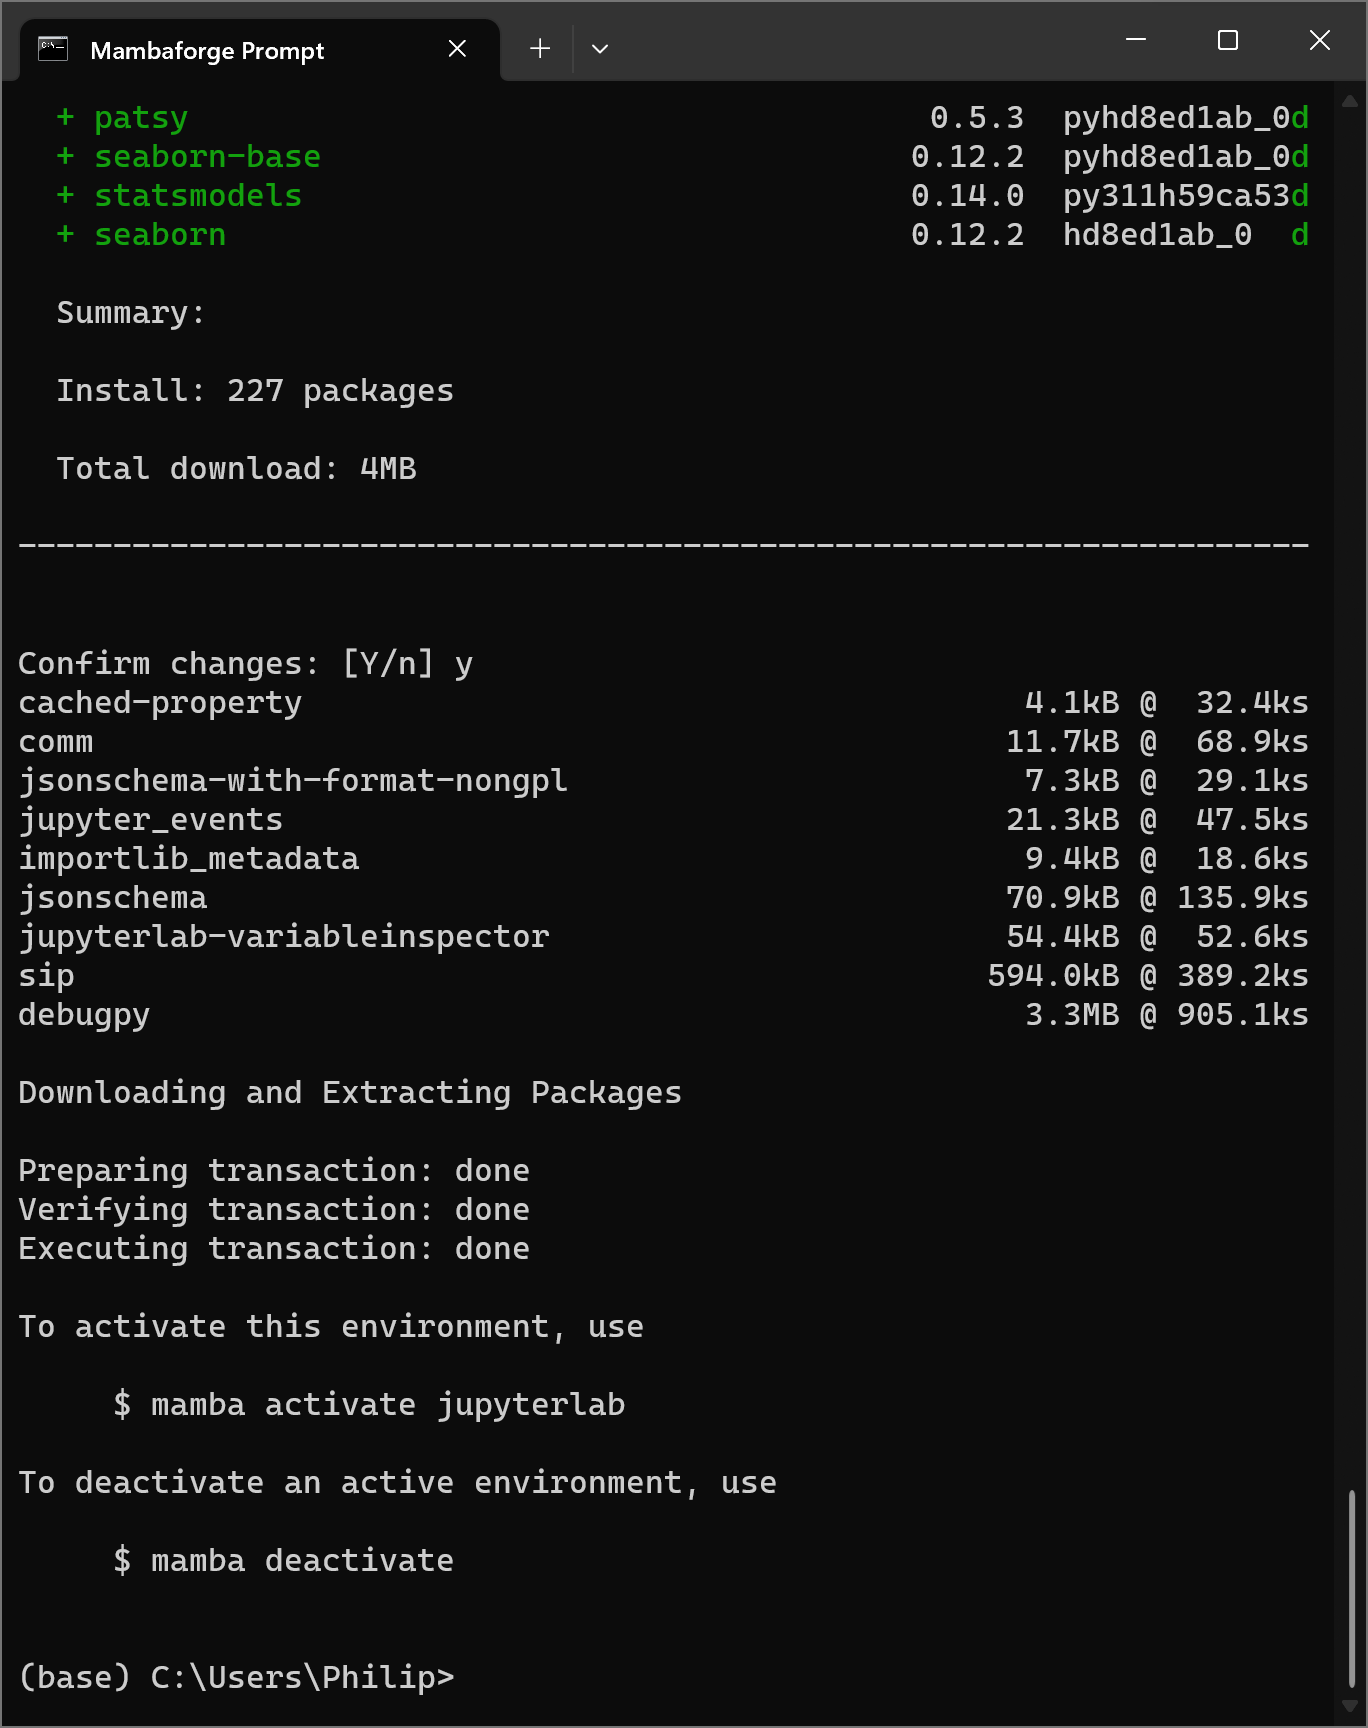 Mambaforge Prompt
+ patsy 0.5.3 pyhd8ed1ab_0d
+ seaborn-base 0.12.2 pyhd8ed1ab_0d
+ statsmodels 0.14.0 py311h59ca53d
+ seaborn 0.12.2 hd8ed1ab_0 d
Summary:
Install: 227 packages
Total download: 4MB
────────────────────────────────────────────────────────────────────
Confirm changes: [Y/n] y
cached-property 4.1kB @ 32.4ks
comm 11.7kB @ 68.9ks
jsonschema-with-format-nongpl 7.3kB @ 29.1ks
jupyter_events 21.3kB @ 47.5ks
importlib_metadata 9.4kB @ 18.6ks
jsonschema 70.9kB @ 135.9ks
jupyterlab-variableinspector 54.4kB @ 52.6ks
sip 594.0kB @ 389.2ks
debugpy 3.3MB @ 905.1ks
Downloading and Extracting Packages
Preparing transaction: done
Verifying transaction: done
Executing transaction: done
To activate this environment, use
$ mamba activate jupyterlab
To deactivate an active environment, use
$ mamba deactivate
(base) C:\Users\Philip>